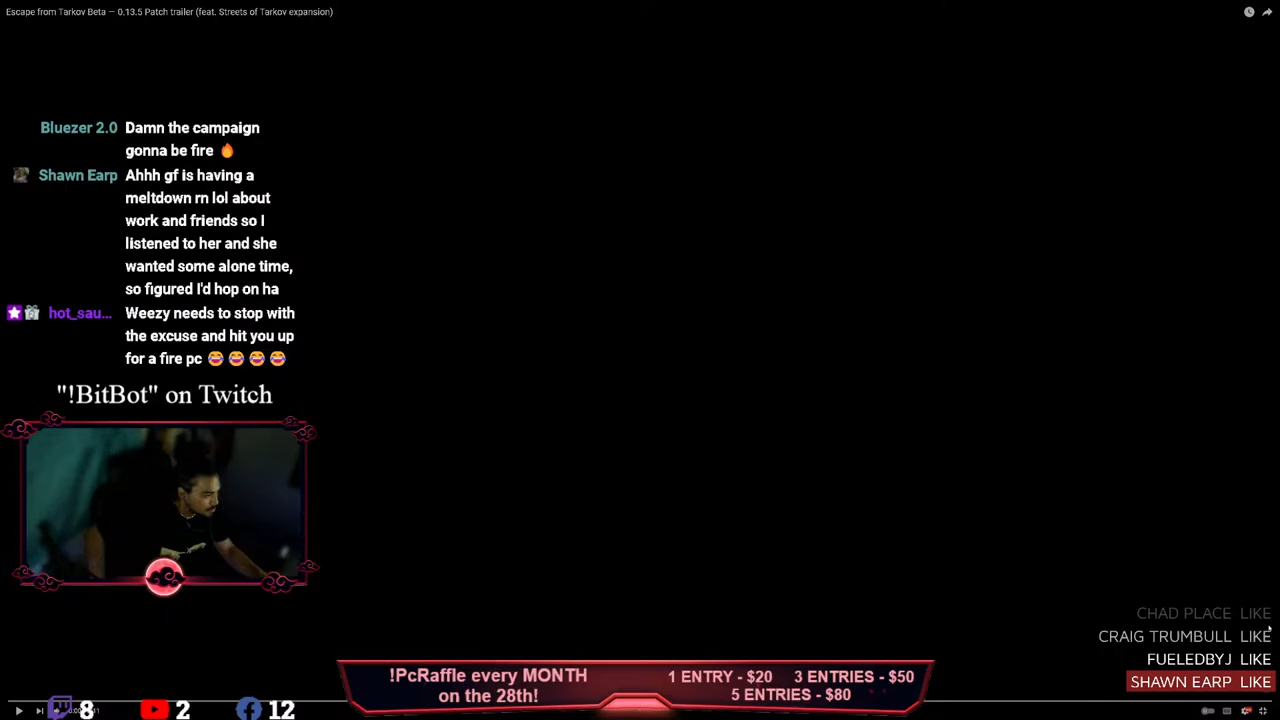 Escape from Tarkov Beta — 0.13.5 Patch trailer (feat. Streets of Tarkov expansion)
Bluezer 2.0 Damn the campaign
gonna be fire 🔥
Shawn Earp Ahhh gf is having a
meltdown rn lol about
work and friends so I
listened to her and she
wanted some alone time,
so figured I'd hop on ha
hot_sau... Weezy needs to stop with
the excuse and hit you up
for a fire pc 😂 😂 😂 😂
"!BitBot" on Twitch
CHAD PLACE LIKE
CRAIG TRUMBULL LIKE
FUELEDBYJ LIKE
SHAWN EARP LIKE
!PcRaffle every MONTH
on the 28th!
1 ENTRY - $20 3 ENTRIES - $50
5 ENTRIES - $80
8 2 12